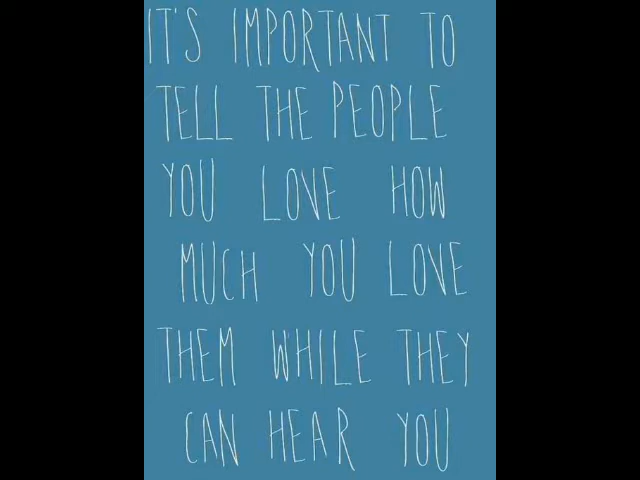 IT'S IMPORTANT TO
TELL THE PEOPLE
YOU LOVE HOW
MUCH YOU LOVE
THEM WHILE THEY
CAN HEAR YOU